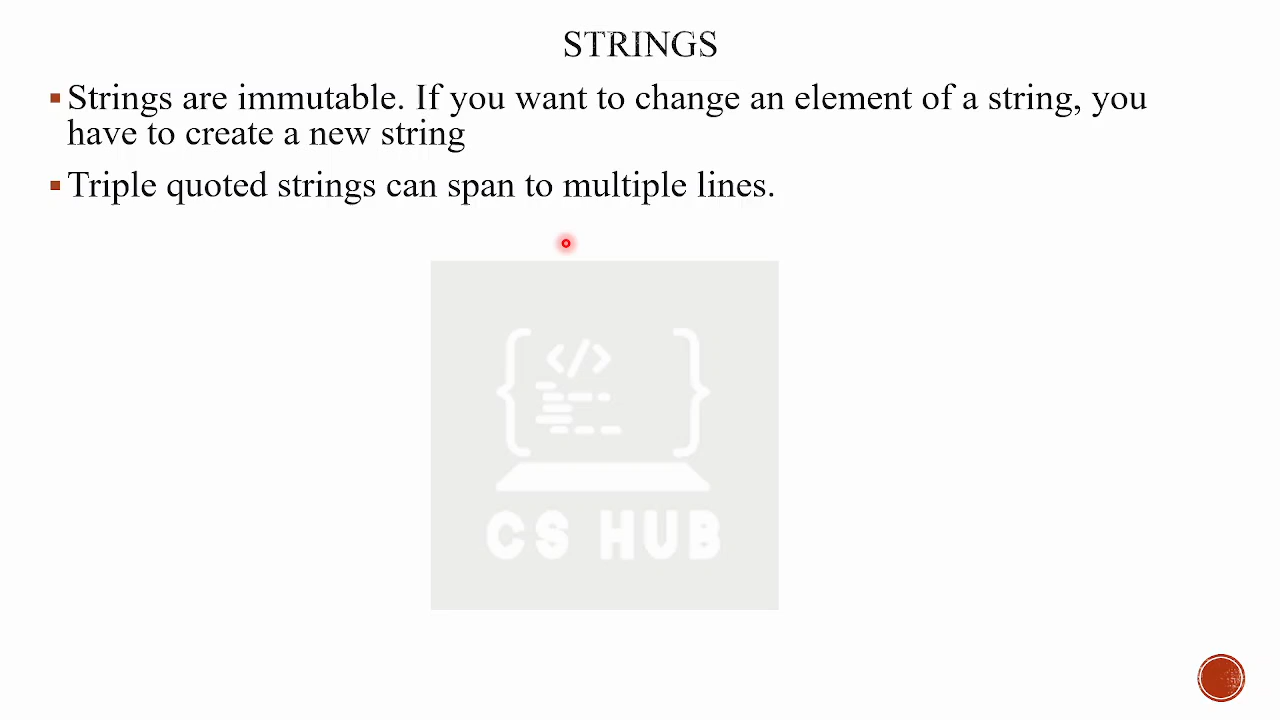 STRINGS
Strings are immutable. If you want to change an element of a string, you
have to create a new string
Triple quoted strings can span to multiple lines.
</>
CS HUB